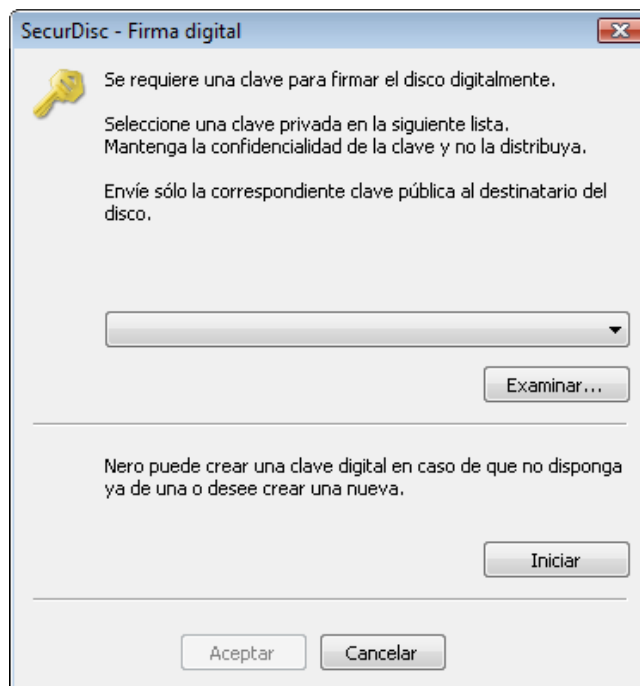 SecurDisc - Firma digital
Se requiere una clave para firmar el disco digitalmente.
Seleccione una clave privada en la siguiente lista.
Mantenga la confidencialidad de la clave y no la distribuya.
Envíe sólo la correspondiente clave pública al destinatario del
disco.
Examinar...
Nero puede crear una clave digital en caso de que no disponga
ya de una o desee crear una nueva.
Iniciar
Aceptar
Cancelar